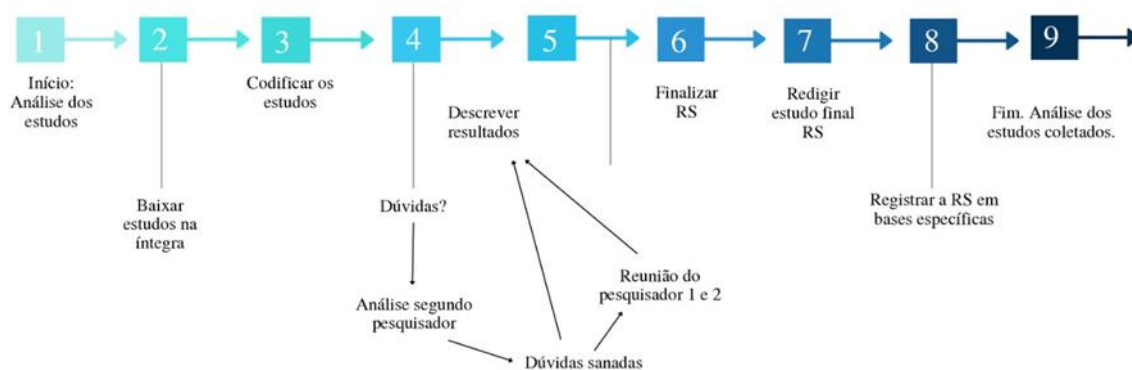 1
2
3
4
5
6
7
8
9
Início:
Análise dos
estudos
Baixar
estudos na
íntegra
Codificar os
estudos
Dúvidas?
Análise segundo
pesquisador
Dúvidas sanadas
Reunião do
pesquisador 1 e 2
Descrever
resultados
Finalizar
RS
Redigir
estudo final
RS
Registrar a RS em
bases específicas
Fim. Análise dos
estudos coletados.